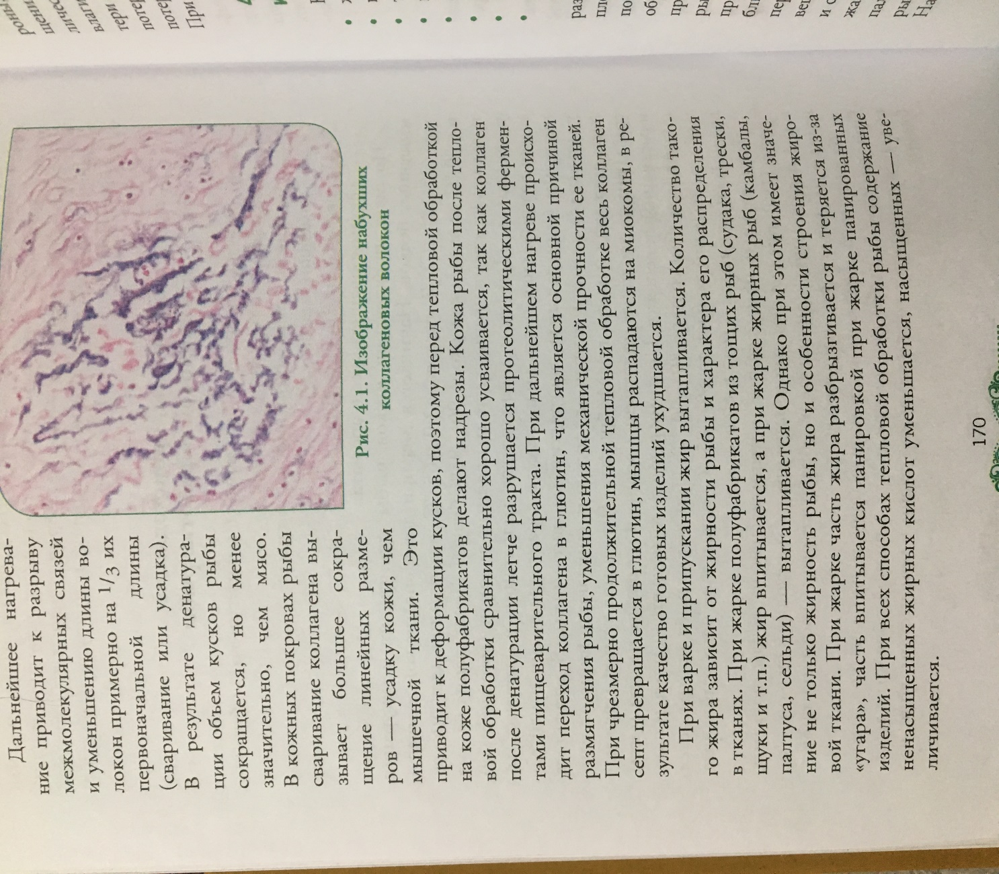 Дальнейшее нагрева-
ние приводит к разрыву
межмолекулярных связей
и уменьшению длины во-
локон примерно на 1/3 их
первоначальной длины
(сваривание или усадка).
В результате денатура-
ции объем кусков рыбы
сокращается, но менее
значительно, чем мясо.
В кожных покровах рыбы
сваривание коллагена вы-
зывает большее сокра-
щение линейных разме-
ров — усадку кожи, чем
мышечной ткани. Это
Рис. 4.1. Изображение набухших
коллагеновых волокон
приводит к деформации кусков, поэтому перед тепловой обработкой
на коже полуфабрикатов делают надрезы. Кожа рыбы после тепло-
вой обработки сравнительно хорошо усваивается, так как коллаген
после денатурации легче разрушается протеолитическими фермен-
тами пищеварительного тракта. При дальнейшем нагреве происхо-
дит переход коллагена в глютин, что является основной причиной
размягчения рыбы, уменьшения механической прочности ее тканей.
При чрезмерно продолжительной тепловой обработке весь коллаген
септ превращается в глютин, мышцы распадаются на миокомы, в ре-
зультате качество готовых изделий ухудшается.
При варке и припускании жир вытапливается. Количество тако-
го жира зависит от жирности рыбы и характера его распределения
в тканях. При жарке полуфабрикатов из тощих рыб (судака, трески,
щуки и т.п.) жир впитывается, а при жарке жирных рыб (камбалы,
палтуса, сельди) — вытапливается. Однако при этом имеет значе-
ние не только жирность рыбы, но и особенности строения жиро-
вой ткани. При жарке часть жира разбрызгивается и теряется из-за
«угара», часть впитывается панировкой при жарке панированных
изделий. При всех способах тепловой обработки рыбы содержание
ненасыщенных жирных кислот уменьшается, насыщенных — уве-
личивается.
170